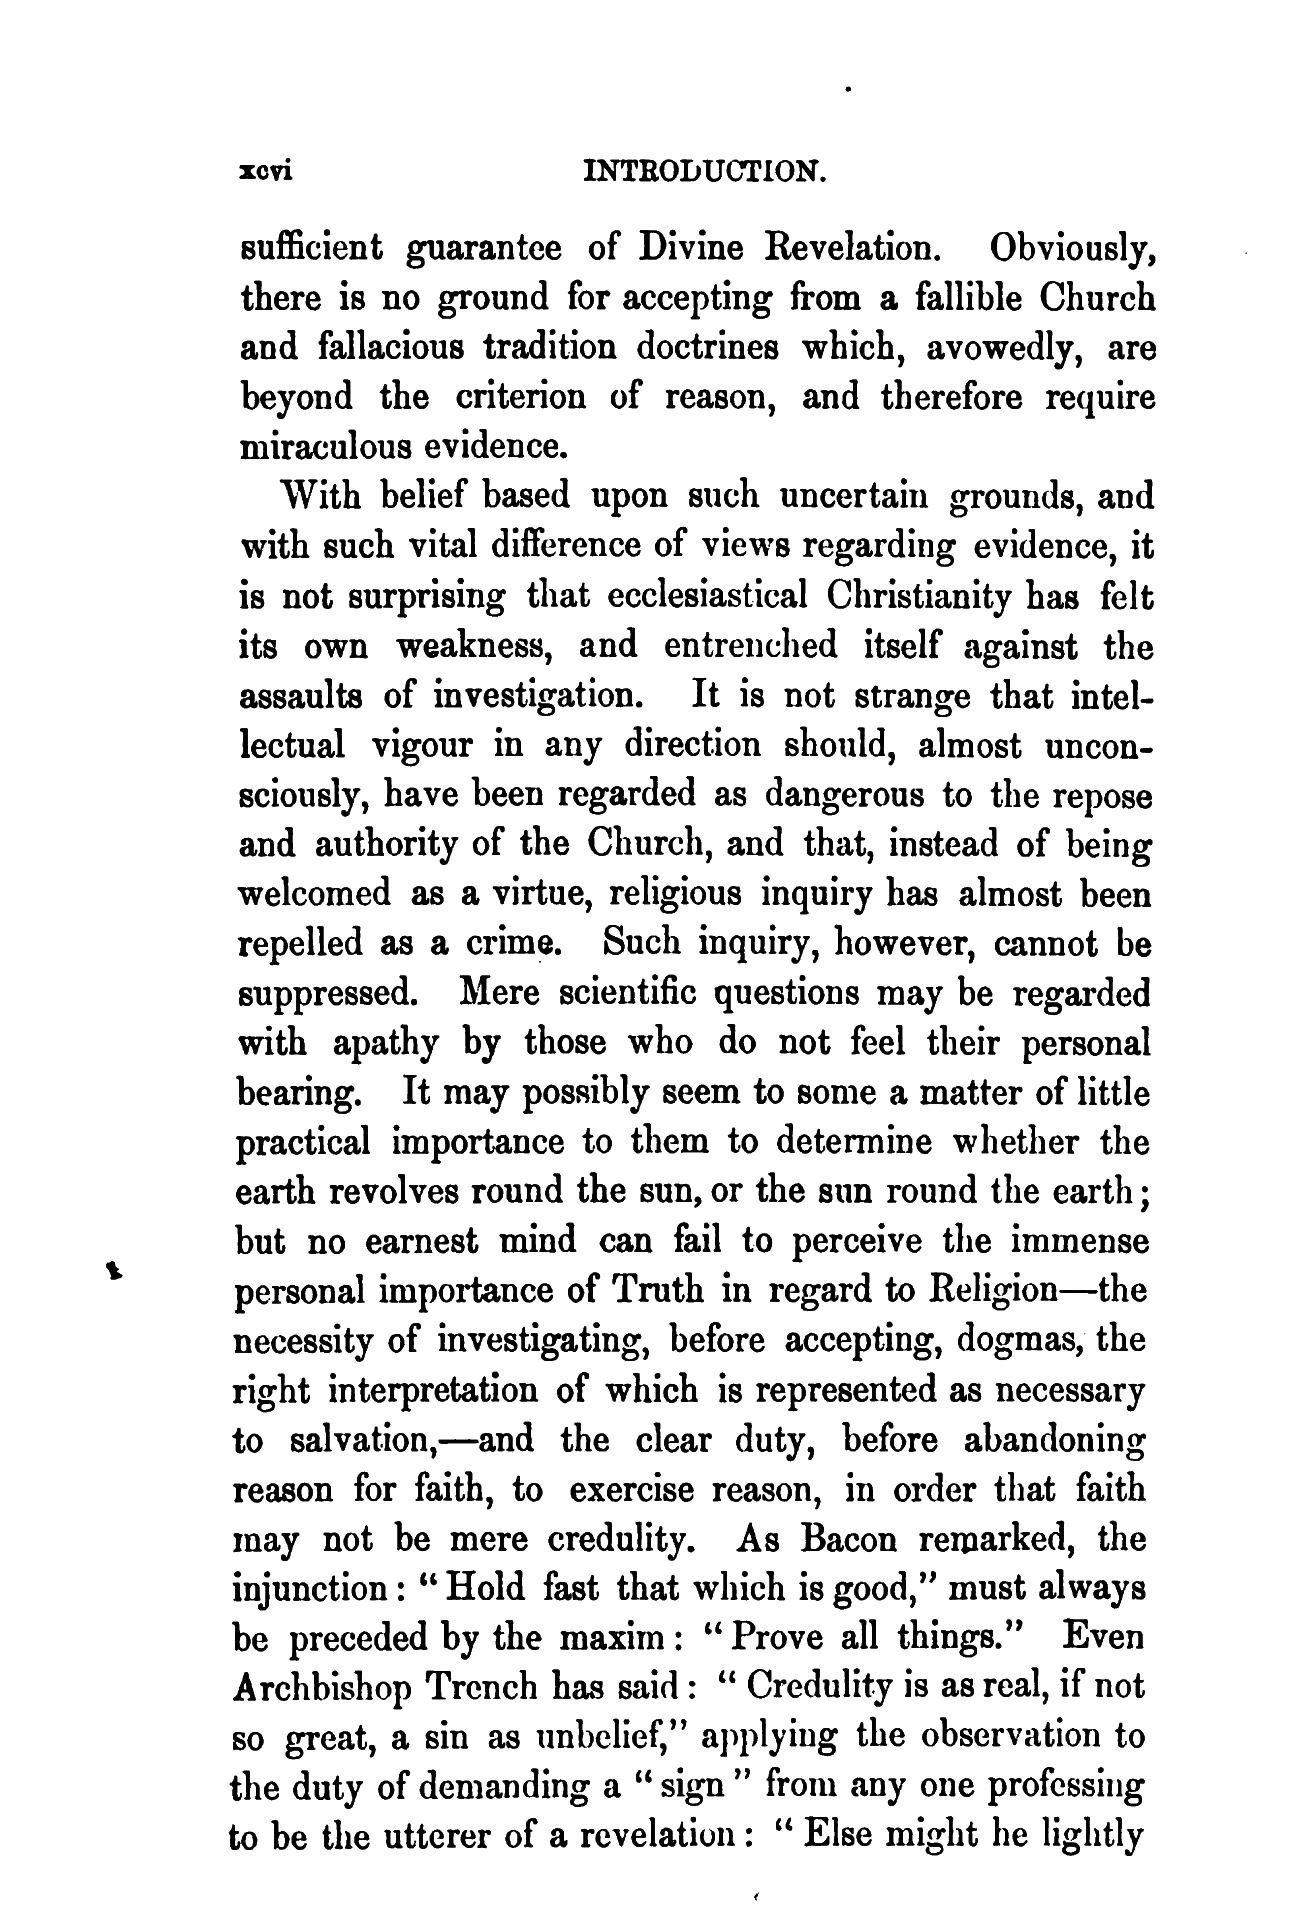 xcvi INTRODUCTION.
sufficient guarantee of Divine Revelation. Obviously,
there is no ground for accepting from a fallible Church
and fallacious tradition doctrines which, avowedly, are
beyond the criterion of reason, and therefore require
miraculous evidence.
With belief based upon such uncertain grounds, and
with such vital difference of views regarding evidence, it
is not surprising that ecclesiastical Christianity has felt
its own weakness, and entrenched itself against the
assaults of investigation. It is not strange that intel-
lectual vigour in any direction should, almost uncon-
sciously, have been regarded as dangerous to the repose
and authority of the Church, and that, instead of being
welcomed as a virtue, religious inquiry has almost been
repelled as a crime. Such inquiry, however, cannot be
suppressed. Mere scientific questions may be regarded
with apathy by those who do not feel their personal
bearing. It may possibly seem to some a matter of little
practical importance to them to determine whether the
earth revolves round the sun, or the sun round the earth;
but no earnest mind can fail to perceive the immense
personal importance of Truth in regard to Religion—the
necessity of investigating, before accepting, dogmas, the
right interpretation of which is represented as necessary
to salvation,—and the clear duty, before abandoning
reason for faith, to exercise reason, in order that faith
may not be mere credulity. As Bacon remarked, the
injunction: “Hold fast that which is good,” must always
be preceded by the maxim: “Prove all things.” Even
Archbishop Trench has said: “Credulity is as real, if not
so great, a sin as unbelief,” applying the observation to
the duty of demanding a “sign” from any one professing
to be the utterer of a revelation: “Else might he lightly